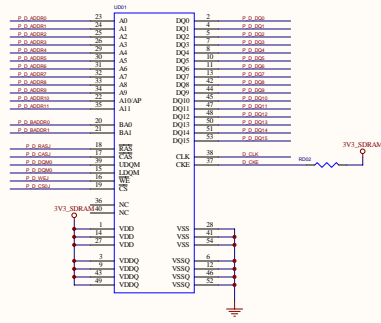 UD01
P_D_ADDR0 23 A0 DQ0 2 P_D_DQ0
P_D_ADDR1 24 A1 DQ1 4 P_D_DQ1
P_D_ADDR2 25 A2 DQ2 5 P_D_DQ2
P_D_ADDR3 26 A3 DQ3 7 P_D_DQ3
P_D_ADDR4 29 A4 DQ4 8 P_D_DQ4
P_D_ADDR5 30 A5 DQ5 10 P_D_DQ5
P_D_ADDR6 31 A6 DQ6 11 P_D_DQ6
P_D_ADDR7 32 A7 DQ7 13 P_D_DQ7
P_D_ADDR8 33 A8 DQ8 42 P_D_DQ8
P_D_ADDR9 34 A9 DQ9 44 P_D_DQ9
P_D_ADDR10 22 A10/AP DQ10 45 P_D_DQ10
P_D_ADDR11 35 A11 DQ11 47 P_D_DQ11
DQ12 48 P_D_DQ12
P_D_BADDR0 20 BA0 DQ13 50 P_D_DQ13
P_D_BADDR1 21 BA1 DQ14 51 P_D_DQ14
DQ15 53 P_D_DQ15
3V3_SDRAM
P_D_RASJ 18 RAS
P_D_CASJ 17 CAS CLK 38 D_CLK
P_D_DQM0 39 UDQM CKE 37 D_CKE RD02
P_D_DQM0 15 LDQM
P_D_WEJ 16 WE
P_D_CS0J 19 CS
36 NC
3V3_SDRAM 40 NC
1 VDD VSS 28
14 VDD VSS 41
27 VDD VSS 54
3 VDDQ VSSQ 6
9 VDDQ VSSQ 12
43 VDDQ VSSQ 46
49 VDDQ VSSQ 52